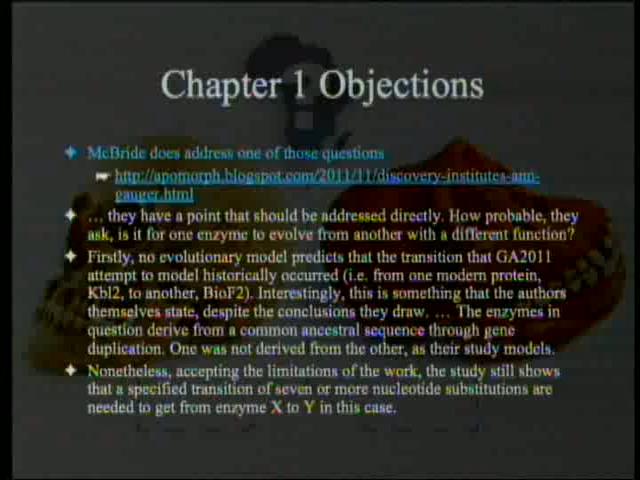 Chapter 1 Objections
McBride does address one of those questions
http://apomorph.blogspot.com/2011/11/discovery-institutes-ann-
gauger.html
… they have a point that should be addressed directly. How probable, they
ask, is it for one enzyme to evolve from another with a different function?
Firstly, no evolutionary model predicts that the transition that GA2011
attempt to model historically occurred (i.e. from one modern protein,
Kbl2, to another, BioF2). Interestingly, this is something that the authors
themselves state, despite the conclusions they draw. … The enzymes in
question derive from a common ancestral sequence through gene
duplication. One was not derived from the other, as their study models.
Nonetheless, accepting the limitations of the work, the study still shows
that a specified transition of seven or more nucleotide substitutions are
needed to get from enzyme X to Y in this case.